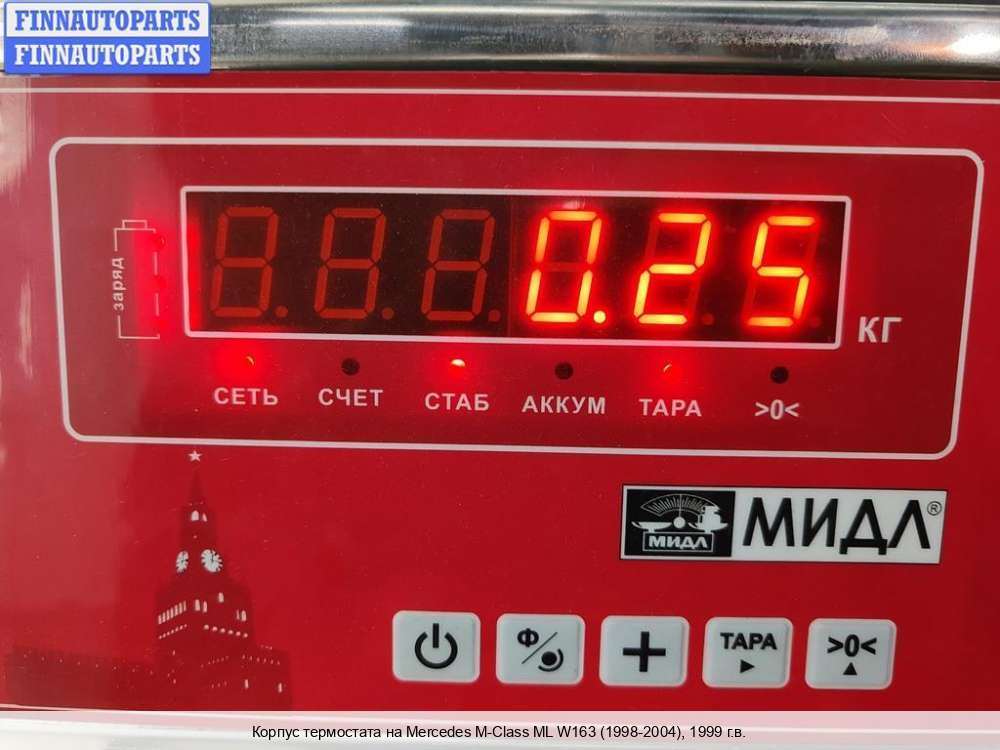 FINNAUTOPARTS
FINNAUTOPARTS
заряд
0.25
КГ
СЕТЬ СЧЕТ СТАБ АККУМ ТАРА >0<
МИДЛ МИДЛ®
Ф ТАРА >0<
Корпус термостата на Mercedes M-Class ML W163 (1998-2004), 1999 г.в.